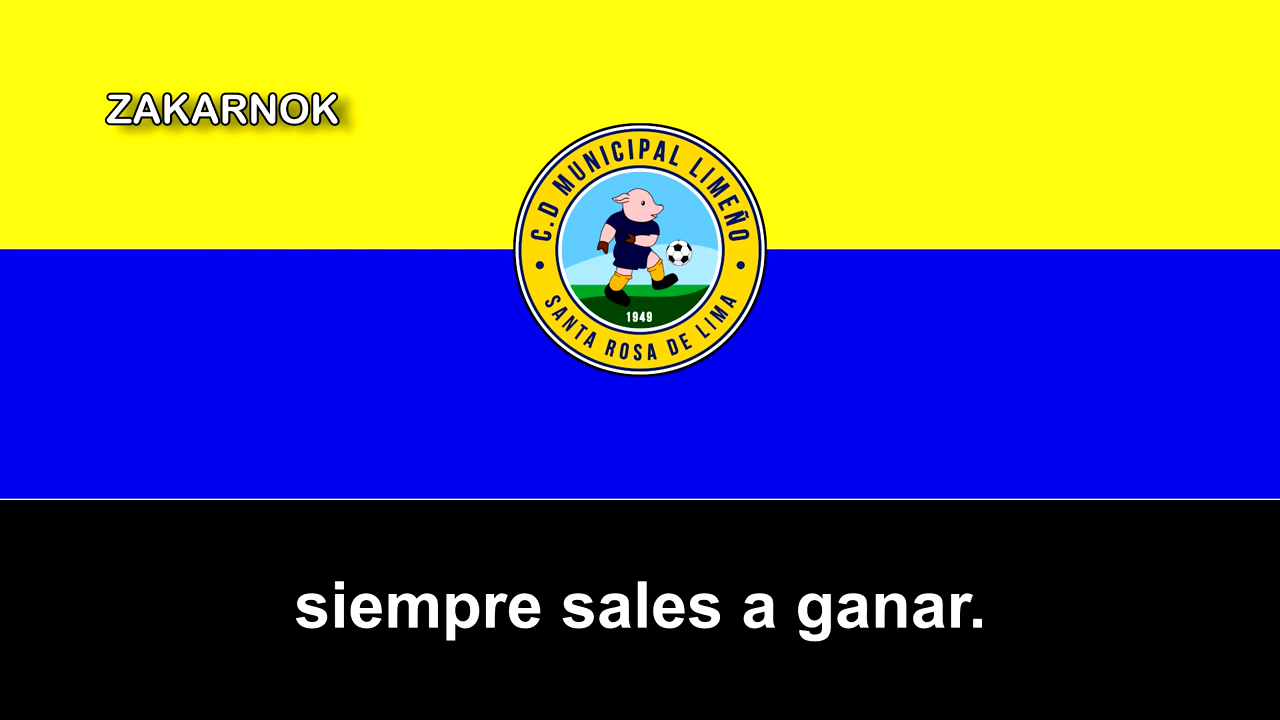 ZAKARNOK
C.D MUNICIPAL LIMEÑO
1949
SANTA ROSA DE LIMA
siempre sales a ganar.